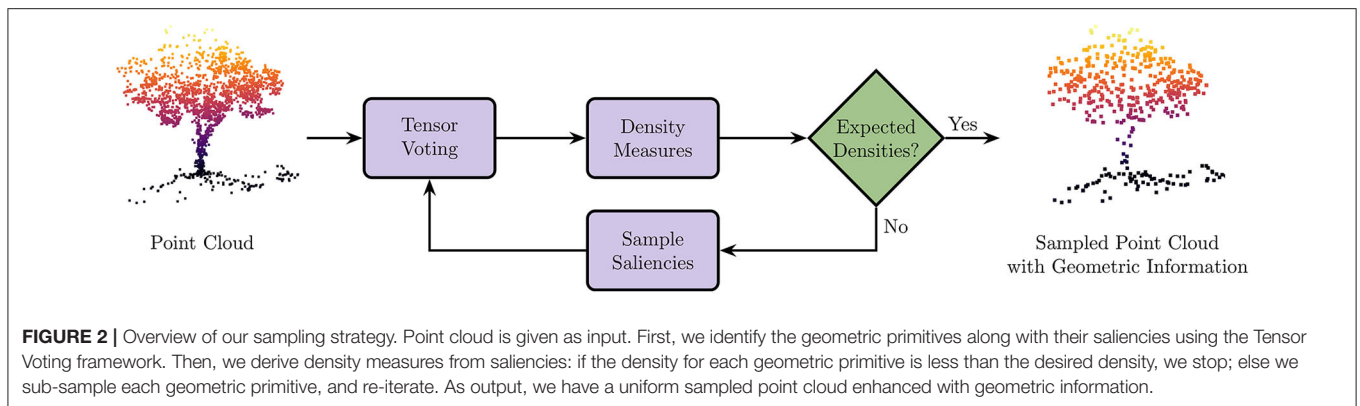 Point Cloud
Tensor
Voting
Density
Measures
Expected
Densities?
Yes
No
Sample
Saliencies
Sampled Point Cloud
with Geometric Information
FIGURE 2 | Overview of our sampling strategy. Point cloud is given as input. First, we identify the geometric primitives along with their saliencies using the Tensor
Voting framework. Then, we derive density measures from saliencies: if the density for each geometric primitive is less than the desired density, we stop; else we
sub-sample each geometric primitive, and re-iterate. As output, we have a uniform sampled point cloud enhanced with geometric information.